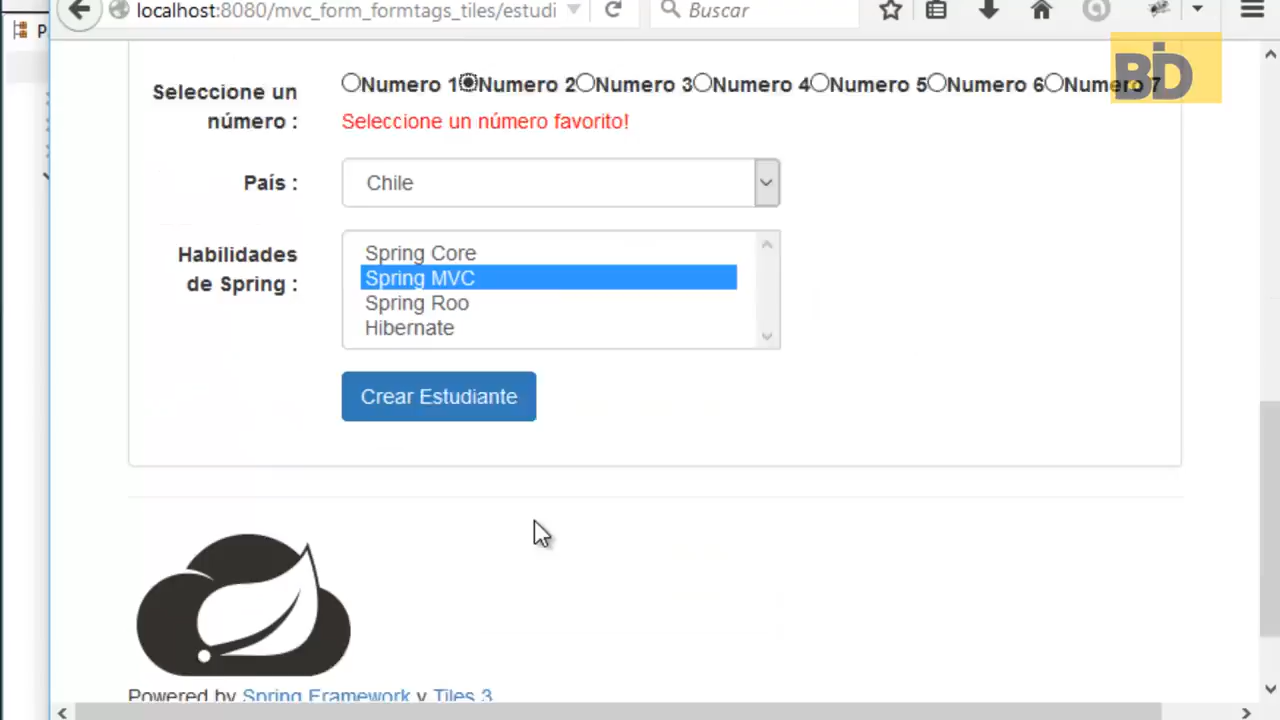 P
localhost:8080/mvc_form_formtags_tiles/estudi
Buscar
BD
Seleccione un número :
Numero 1 Numero 2 Numero 3 Numero 4 Numero 5 Numero 6 Numero 7
Seleccione un número favorito!
País :
Chile
Habilidades de Spring :
Spring Core
Spring MVC
Spring Roo
Hibernate
Crear Estudiante
Powered by Spring Framework y Tiles 3